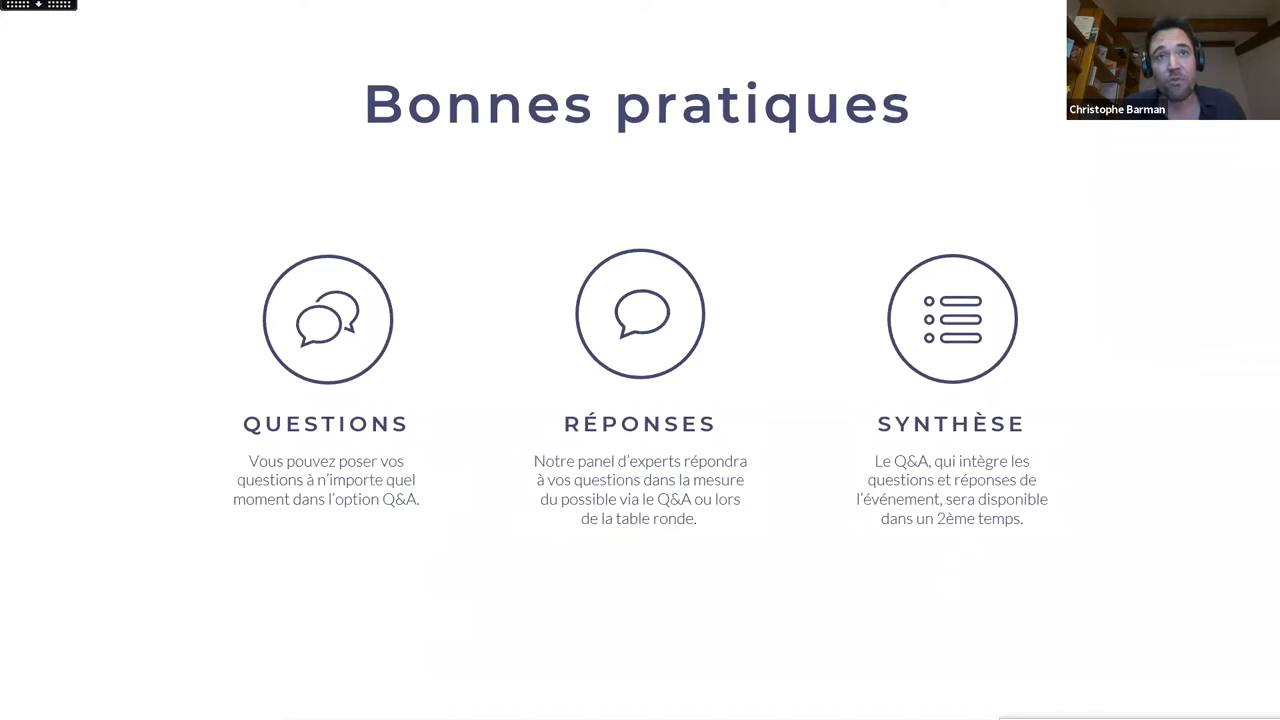 Bonnes pratiques
Christophe Barman
QUESTIONS
Vous pouvez poser vos
questions à n’importe quel
moment dans l’option Q&A.
RÉPONSES
Notre panel d’experts répondra
à vos questions dans la mesure
du possible via le Q&A ou lors
de la table ronde.
SYNTHÈSE
Le Q&A, qui intègre les
questions et réponses de
l’événement, sera disponible
dans un 2ème temps.